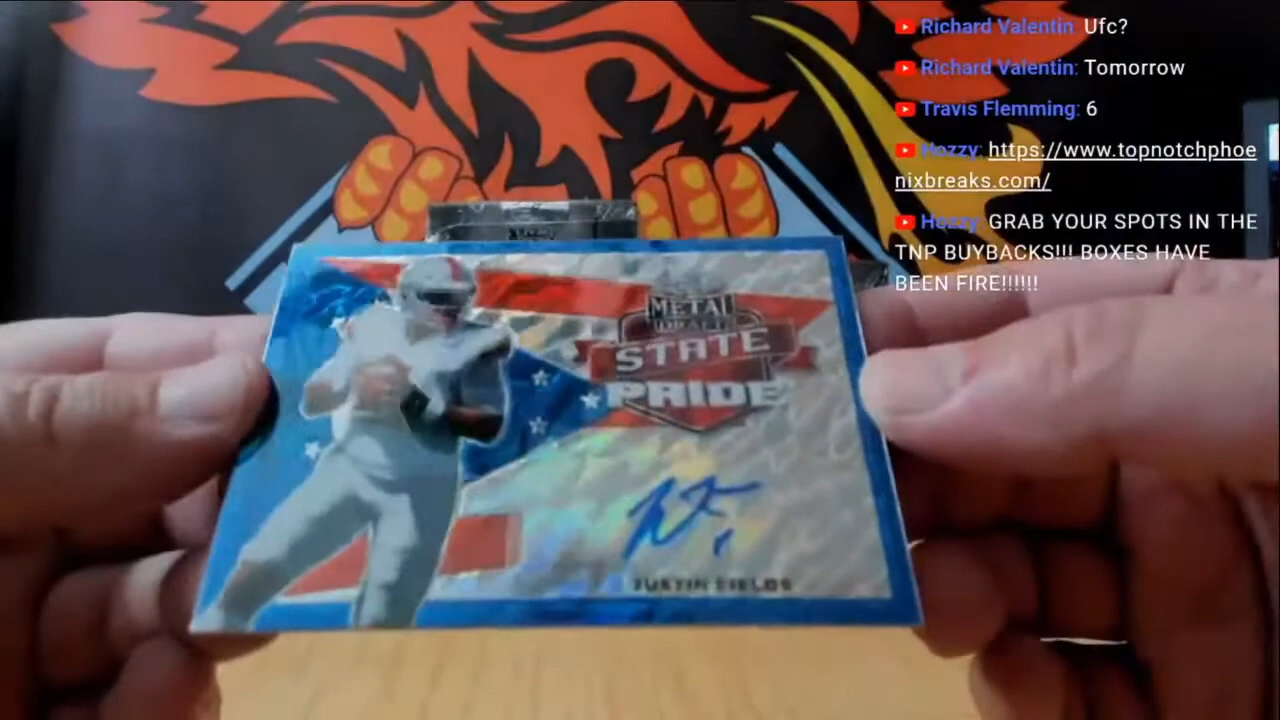 Richard Valentin: Ufc?
Richard Valentin: Tomorrow
Travis Flemming: 6
Hozzy: https://www.topnotchphoe
nixbreaks.com/
Hozzy: GRAB YOUR SPOTS IN THE
TNP BUYBACKS!!! BOXES HAVE
BEEN FIRE!!!!!!
METAL
DRAFT
STATE
PRIDE
JUSTIN FIELDS